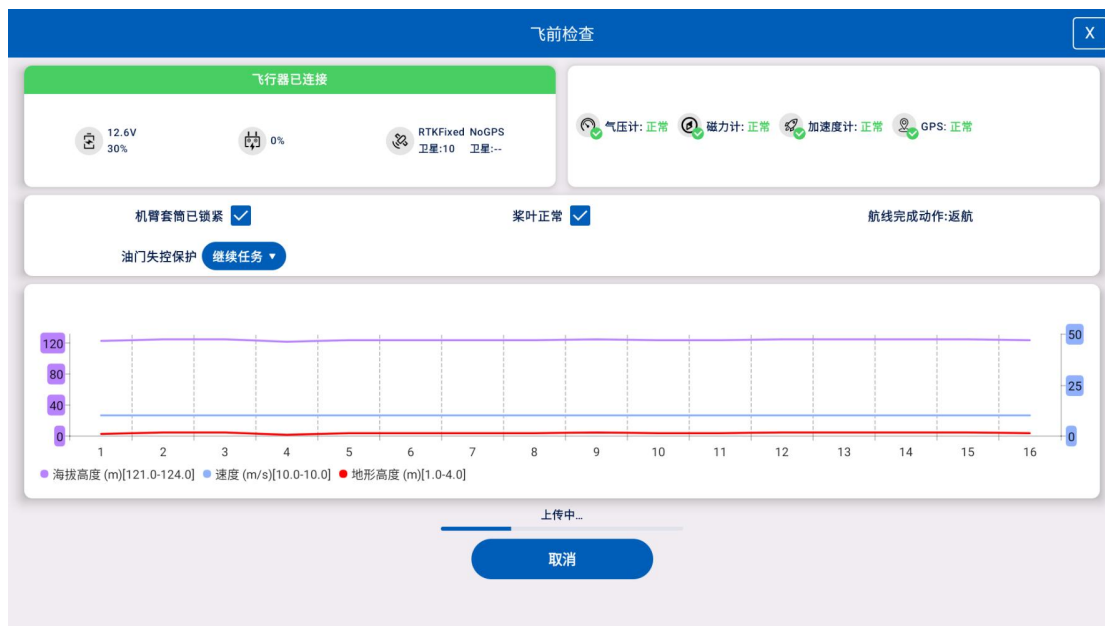 飞前检查
X
飞行器已连接
12.6V
30%
0%
RTKFixed NoGPS
卫星:10 卫星:--
气压计: 正常 磁力计: 正常 加速度计: 正常 GPS: 正常
机臂套筒已锁紧 桨叶正常 航线完成动作:返航
油门失控保护 继续任务
120
80
40
0
50
25
0
1 2 3 4 5 6 7 8 9 10 11 12 13 14 15 16
海拔高度 (m)[121.0-124.0] 速度 (m/s)[10.0-10.0] 地形高度 (m)[1.0-4.0]
上传中...
取消